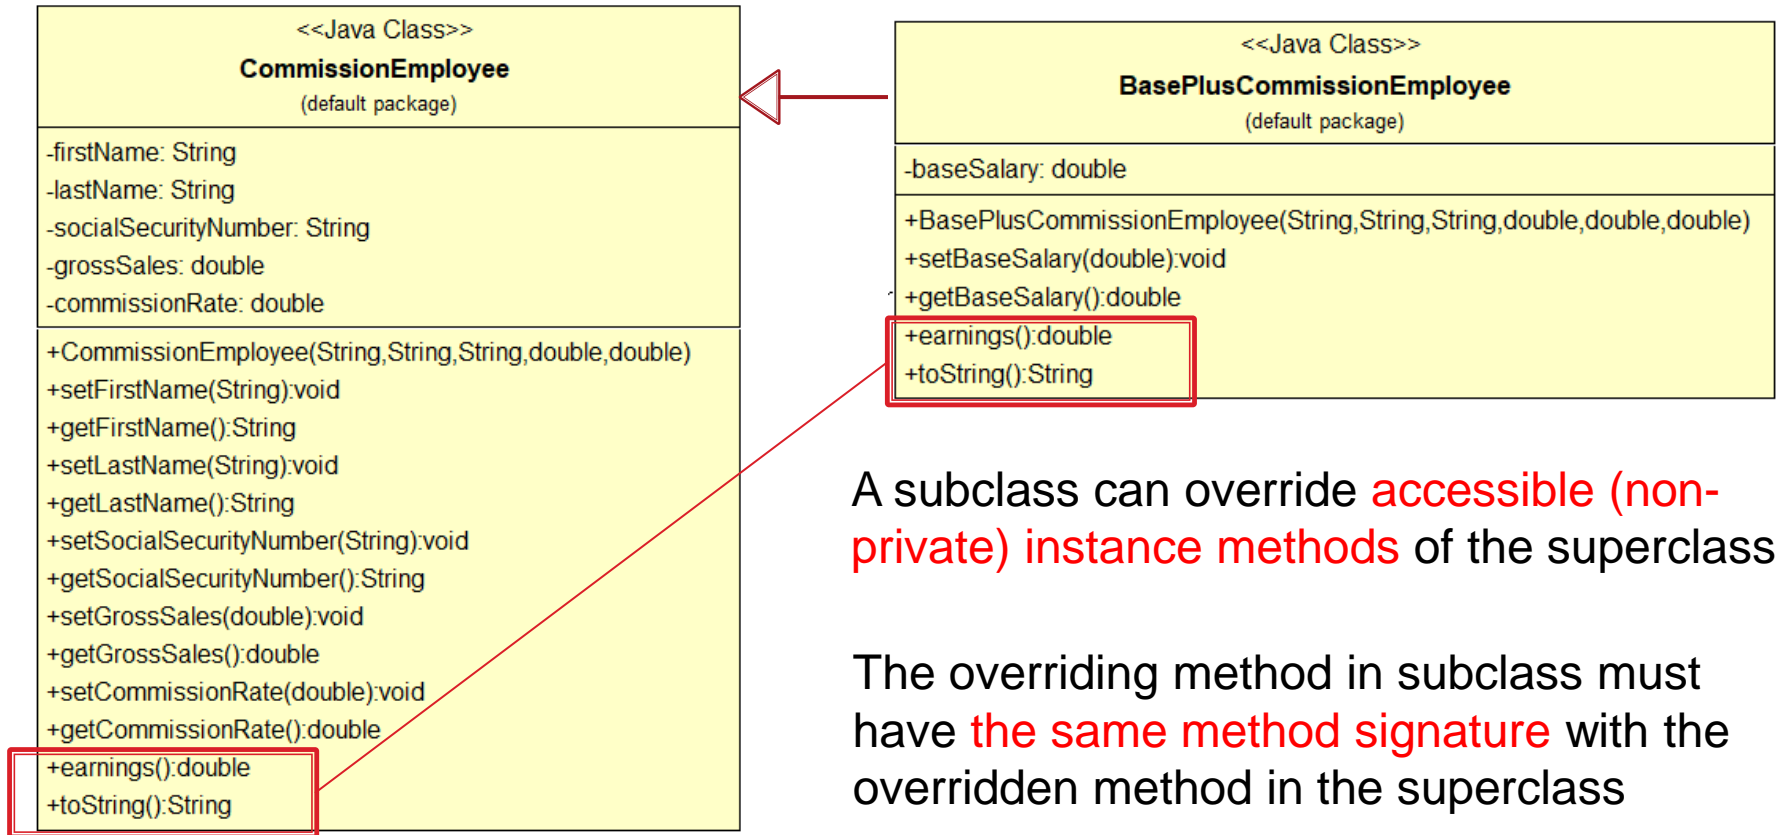 <<Java Class>>
CommissionEmployee
(default package)
-firstName: String
-lastName: String
-socialSecurityNumber: String
-grossSales: double
-commissionRate: double
+CommissionEmployee(String,String,String,double,double)
+setFirstName(String):void
+getFirstName():String
+setLastName(String):void
+getLastName():String
+setSocialSecurityNumber(String):void
+getSocialSecurityNumber():String
+setGrossSales(double):void
+getGrossSales():double
+setCommissionRate(double):void
+getCommissionRate():double
+earnings():double
+toString():String
<<Java Class>>
BasePlusCommissionEmployee
(default package)
-baseSalary: double
+BasePlusCommissionEmployee(String,String,String,double,double,double)
+setBaseSalary(double):void
+getBaseSalary():double
+earnings():double
+toString():String
A subclass can override accessible (non-
private) instance methods of the superclass
The overriding method in subclass must
have the same method signature with the
overridden method in the superclass